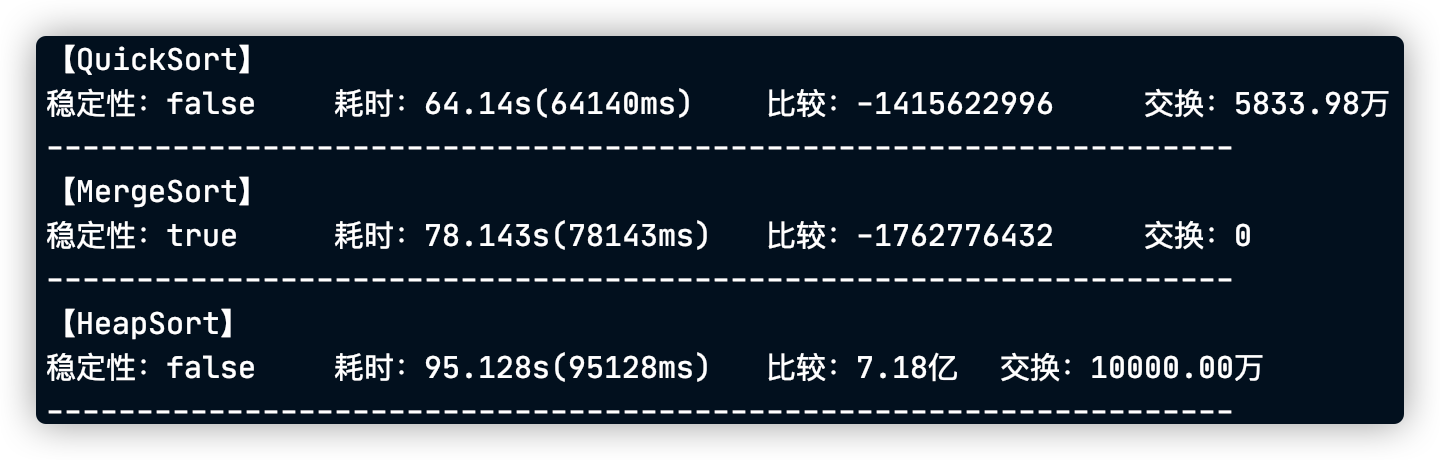 【QuickSort】
稳定性：false 耗时：64.14s(64140ms) 比较：-1415622996 交换：5833.98万
------------------------------------------------------------------
【MergeSort】
稳定性：true 耗时：78.143s(78143ms) 比较：-1762776432 交换：0
------------------------------------------------------------------
【HeapSort】
稳定性：false 耗时：95.128s(95128ms) 比较：7.18亿 交换：10000.00万
------------------------------------------------------------------